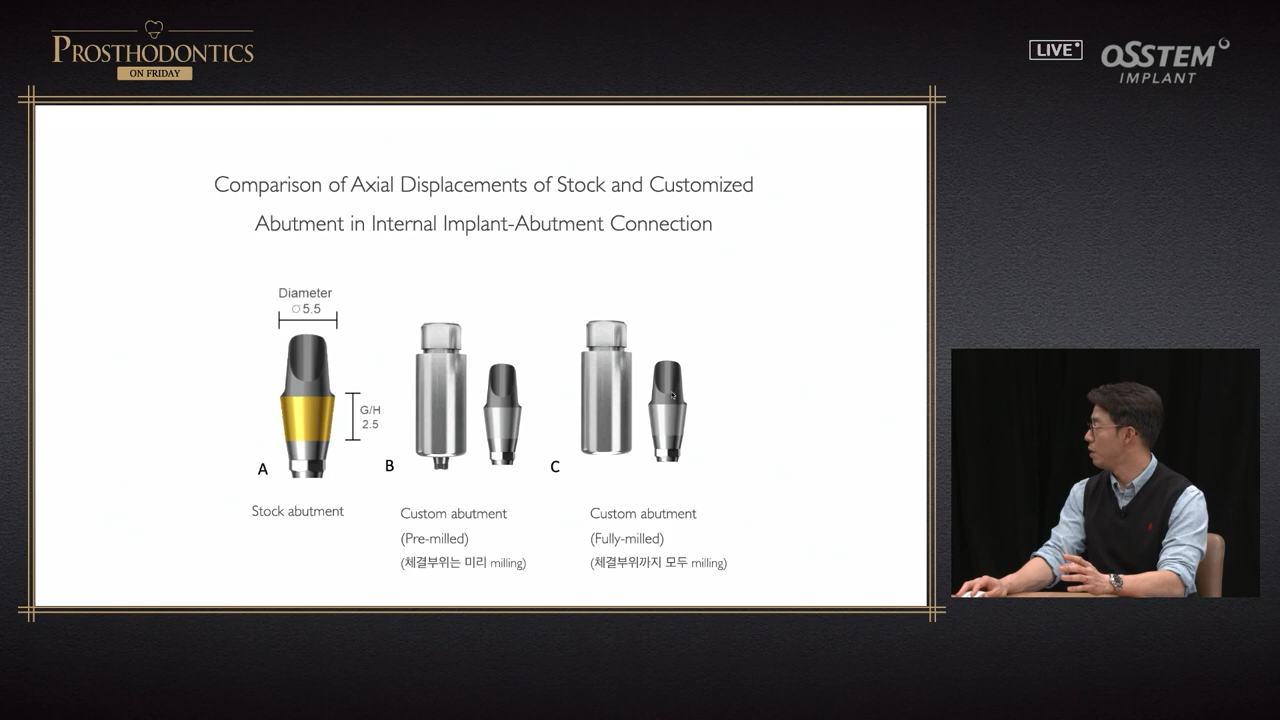 PROSTHODONTICS
ON FRIDAY
LIVE
OSSTEM
IMPLANT
Comparison of Axial Displacements of Stock and Customized
Abutment in Internal Implant-Abutment Connection
Diameter
∅5.5
G/H
2.5
A
B
C
Stock abutment
Custom abutment
(Pre-milled)
(체결부위는 미리 milling)
Custom abutment
(Fully-milled)
(체결부위까지 모두 milling)